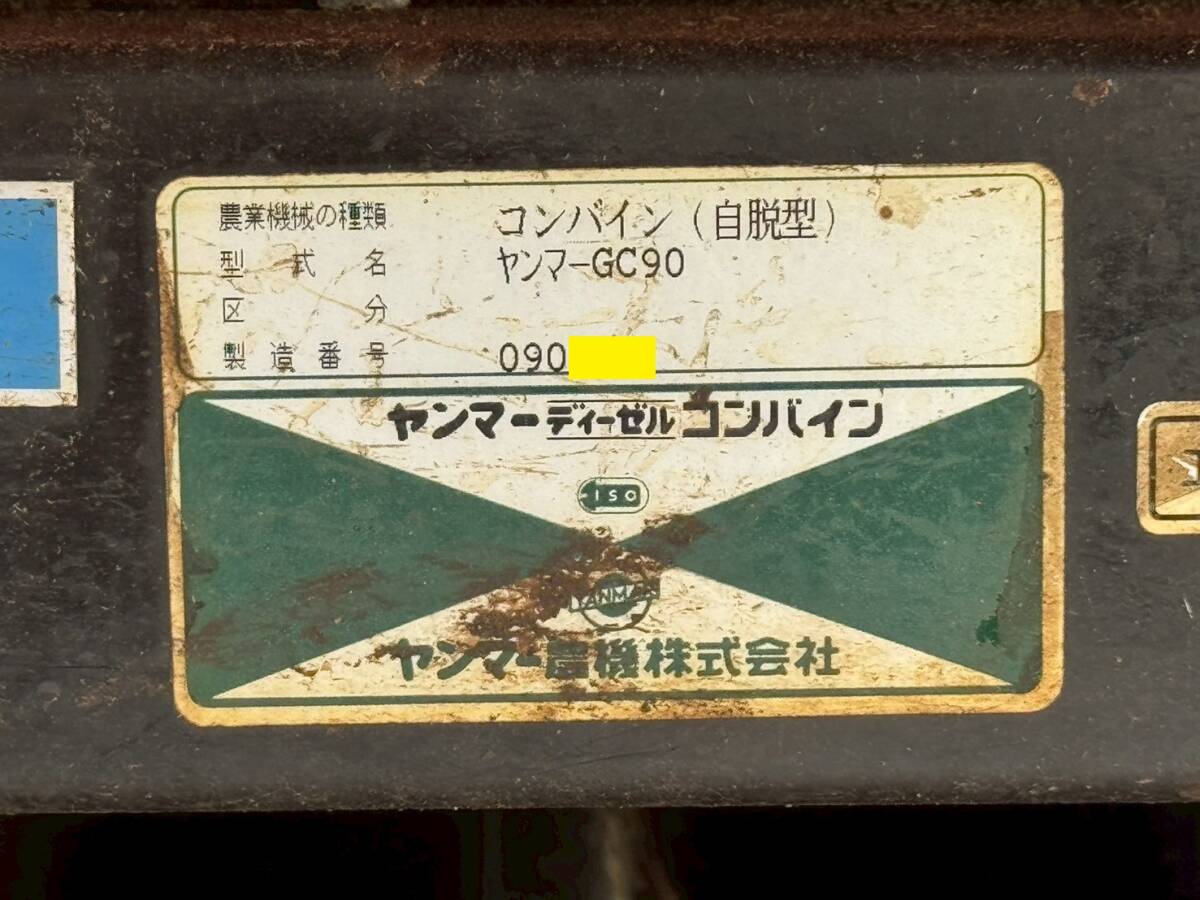 農業機械の種類 コンバイン(自脱型)
型式名 ヤンマーGC90
区分
製造番号 090
ヤンマーディーゼルコンバイン
ISO
YANMAR
ヤンマー農機株式会社